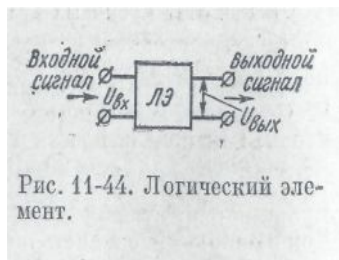 Входной
сигнал
Uвх
ЛЭ
Выходной
сигнал
Uвых
Рис. 11-44. Логический эле-
мент.